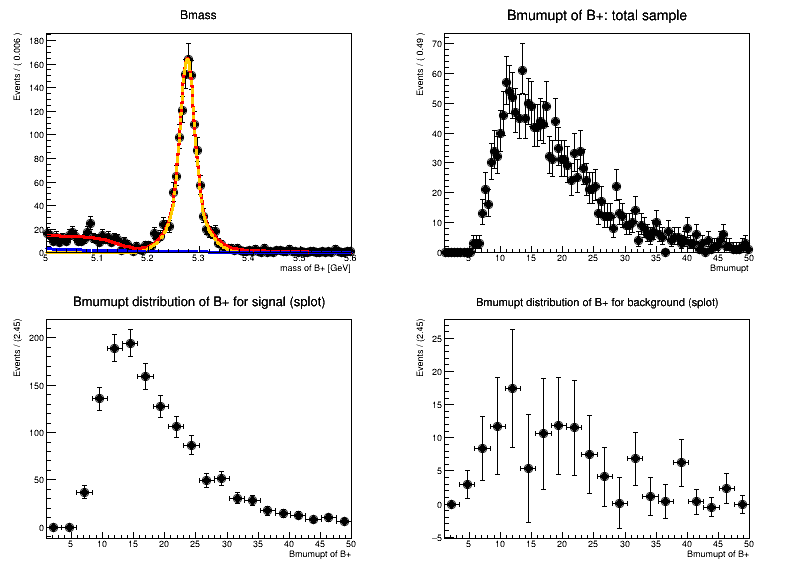 Bmass
Events / ( 0.006 )
180
160
140
120
100
80
60
40
20
0
5 5.1 5.2 5.3 5.4 5.5 5.6
mass of B+ [GeV]
Bmumupt of B+: total sample
Events / ( 0.49 )
70
60
50
40
30
20
10
0
5 10 15 20 25 30 35 40 45 50
Bmumupt
Bmumupt distribution of B+ for signal (splot)
Events / (2.45)
200
150
100
50
0
5 10 15 20 25 30 35 40 45 50
Bmumupt of B+
Bmumupt distribution of B+ for background (splot)
Events / (2.45)
25
20
15
10
5
0
−5
5 10 15 20 25 30 35 40 45 50
Bmumupt of B+